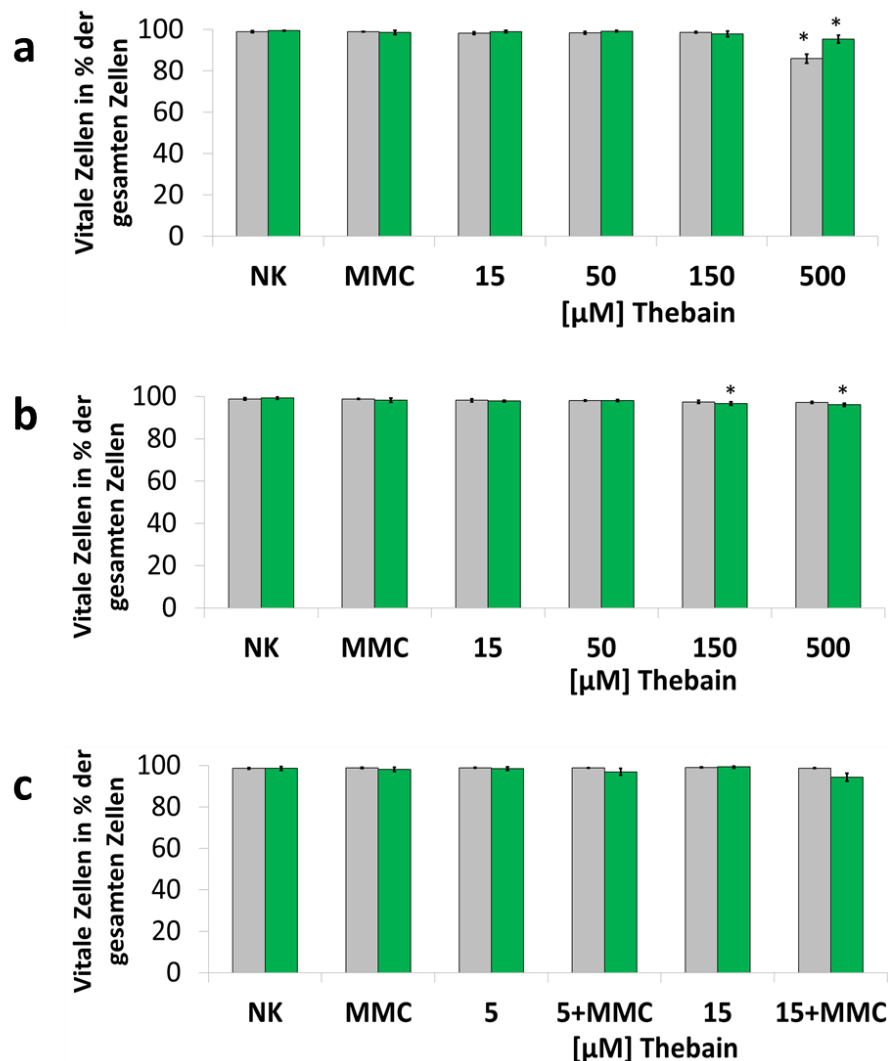 a
Vitale Zellen in % der
gesamten Zellen
100
80
60
40
20
0
* *
NK MMC 15 50 150 500
[µM] Thebain
b
Vitale Zellen in % der
gesamten Zellen
100
80
60
40
20
0
* *
NK MMC 15 50 150 500
[µM] Thebain
c
Vitale Zellen in % der
gesamten Zellen
100
80
60
40
20
0
NK MMC 5 5+MMC 15 15+MMC
[µM] Thebain